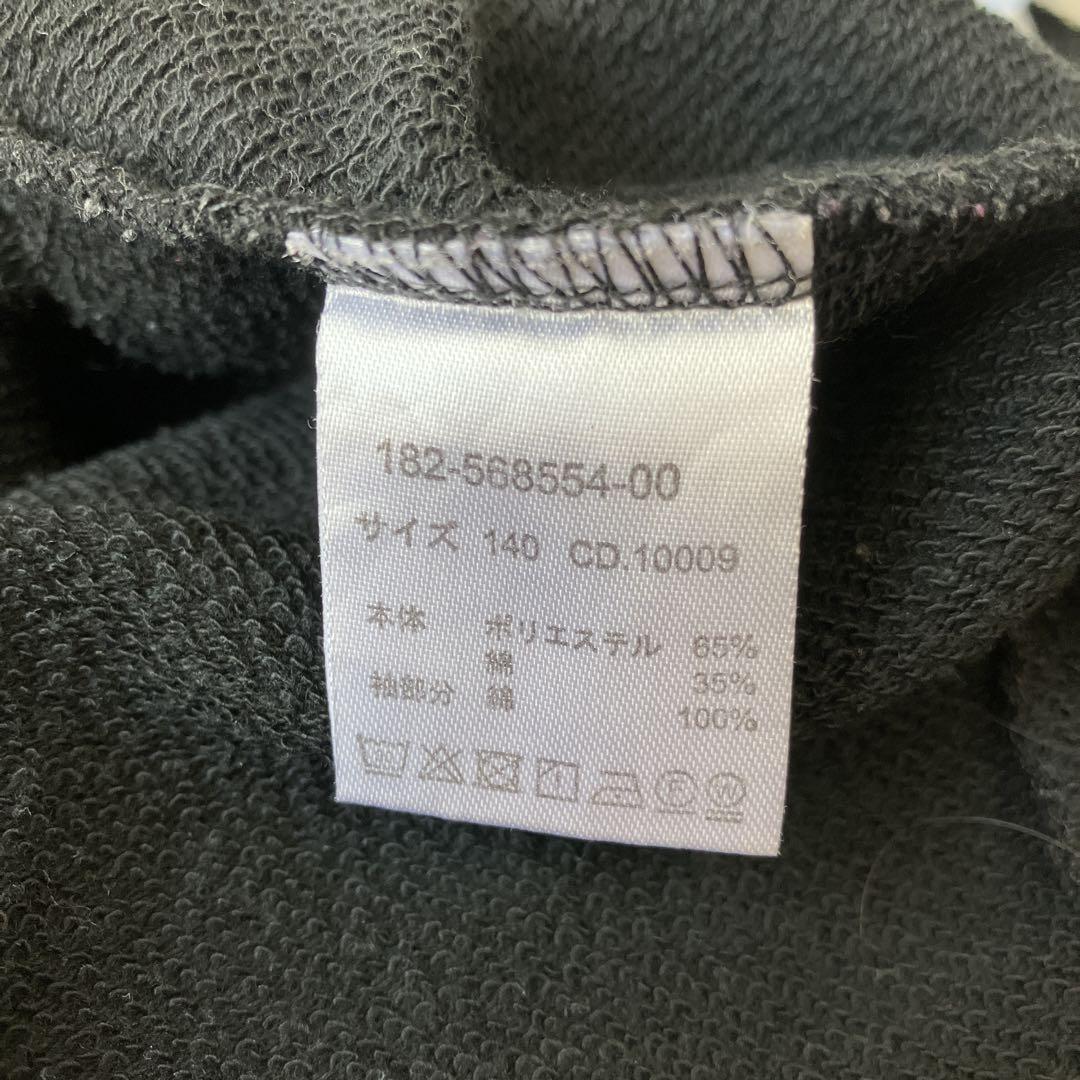 182-568554-00
サイズ 140 CD.10009
本体 ポリエステル 65%
綿 35%
袖部分 綿 100%
F W